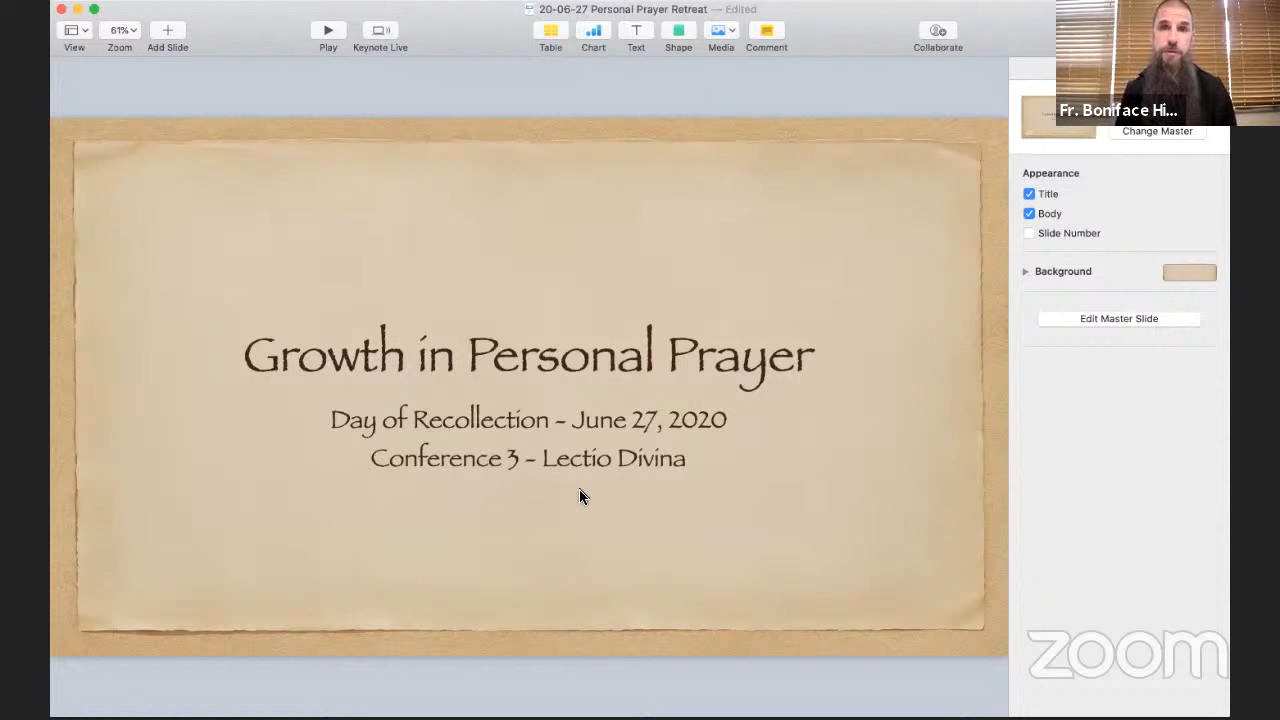 20-06-27 Personal Prayer Retreat — Edited
61%
View
Zoom
Add Slide
Play
Keynote Live
Table
Chart
Text
Shape
Media
Comment
Collaborate
Fr. Boniface Hi...
Change Master
Appearance
Title
Body
Slide Number
Background
Edit Master Slide
Growth in Personal Prayer
Day of Recollection - June 27, 2020
Conference 3 - Lectio Divina
zoom